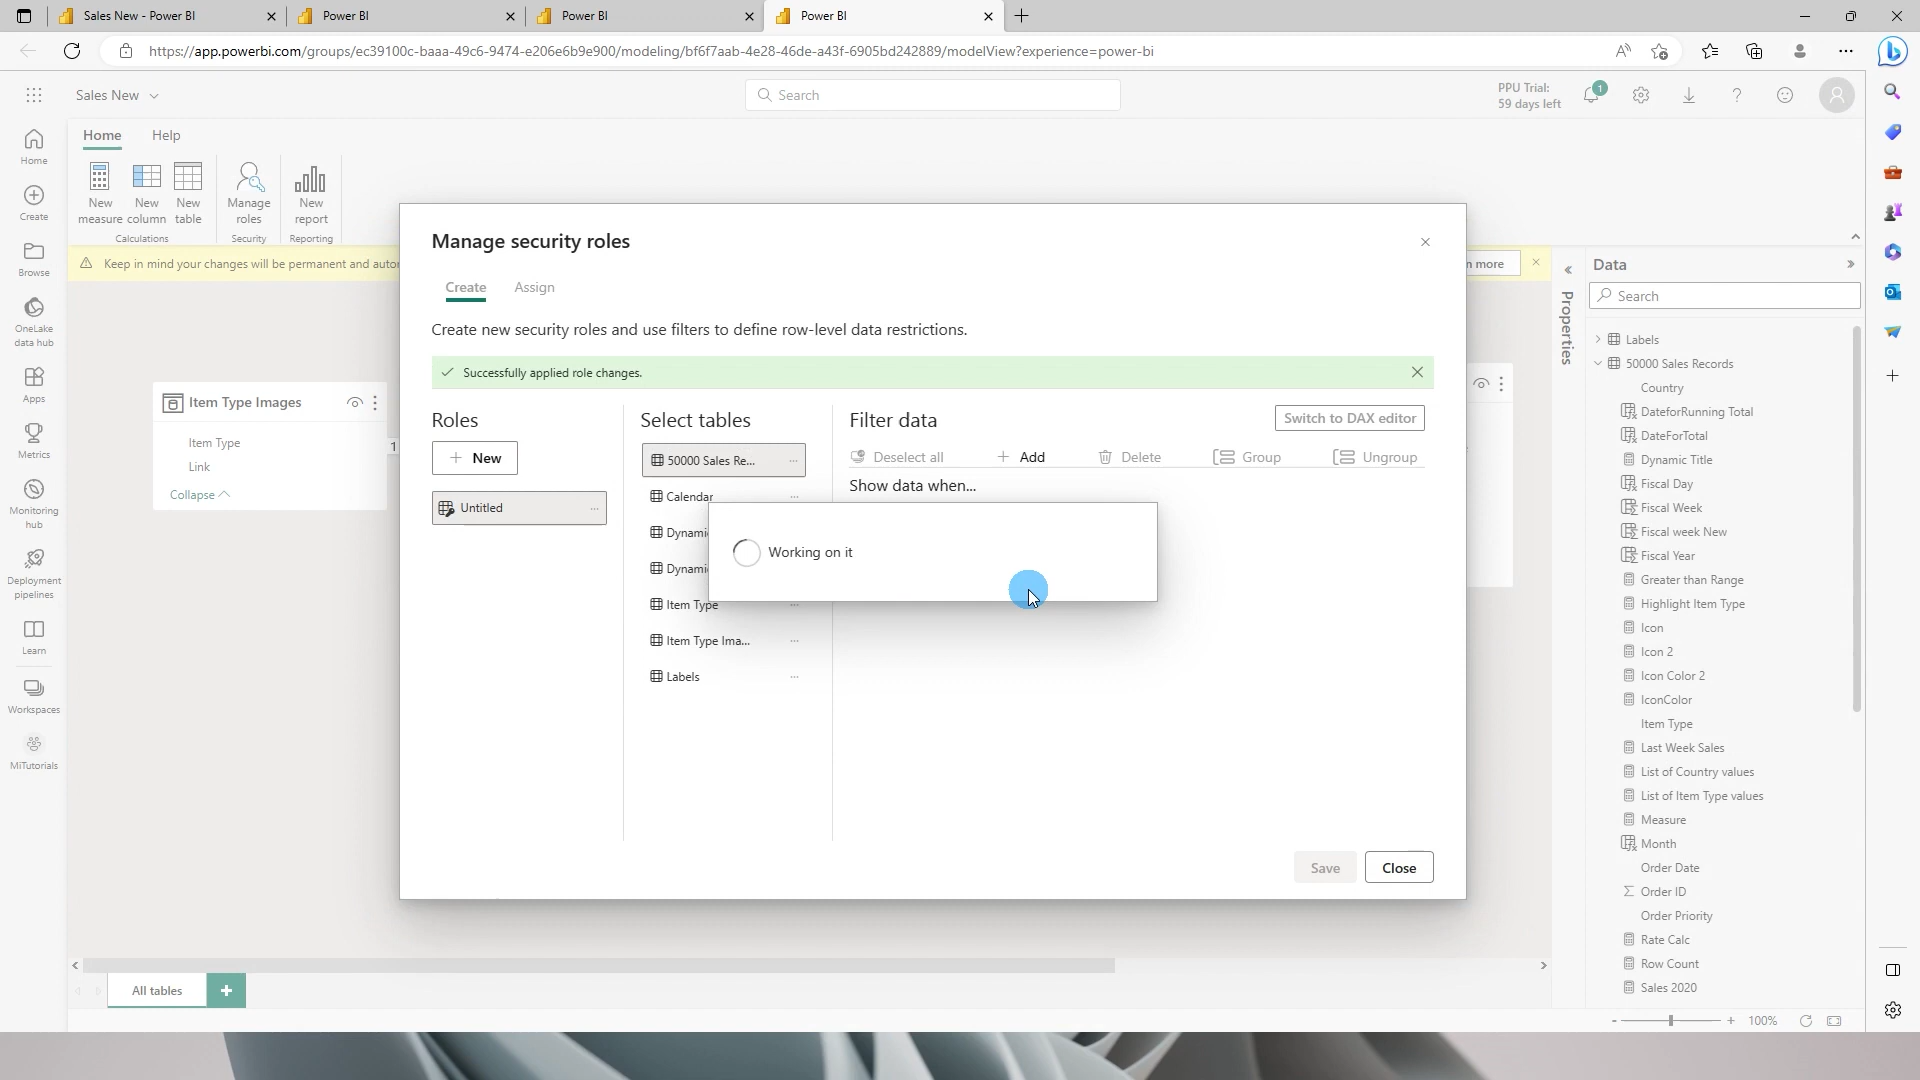 Sales New - Power BI
Power BI
Power BI
Power BI
https://app.powerbi.com/groups/ec39100c-baaa-49c6-9474-e206e6b9e900/modeling/bf6f7aab-4e28-46de-a43f-6905bd242889/modelView?experience=power-bi
Sales New
Search
PPU Trial:
59 days left
1
Home
Create
Browse
OneLake
data hub
Apps
Metrics
Monitoring
hub
Deployment
pipelines
Learn
Workspaces
MiTutorials
Home
Help
New
measure
New
column
New
table
Manage
roles
New
report
Calculations
Security
Reporting
Keep in mind your changes will be permanent and
n more
Item Type Images
Item Type
Link
Collapse
1
Manage security roles
Create
Assign
Create new security roles and use filters to define row-level data restrictions.
Successfully applied role changes.
Roles
New
Untitled
Select tables
50000 Sales Re...
Calendar
Dynami
Dynami
Item Type
Item Type Ima...
Labels
Filter data
Switch to DAX editor
Deselect all
Add
Delete
Group
Ungroup
Show data when...
Working on it
Save
Close
Properties
Data
Search
Labels
50000 Sales Records
Country
DateforRunning Total
DateForTotal
Dynamic Title
Fiscal Day
Fiscal Week
Fiscal week New
Fiscal Year
Greater than Range
Highlight Item Type
Icon
Icon 2
Icon Color 2
IconColor
Item Type
Last Week Sales
List of Country values
List of Item Type values
Measure
Month
Order Date
Order ID
Order Priority
Rate Calc
Row Count
Sales 2020
All tables
100%